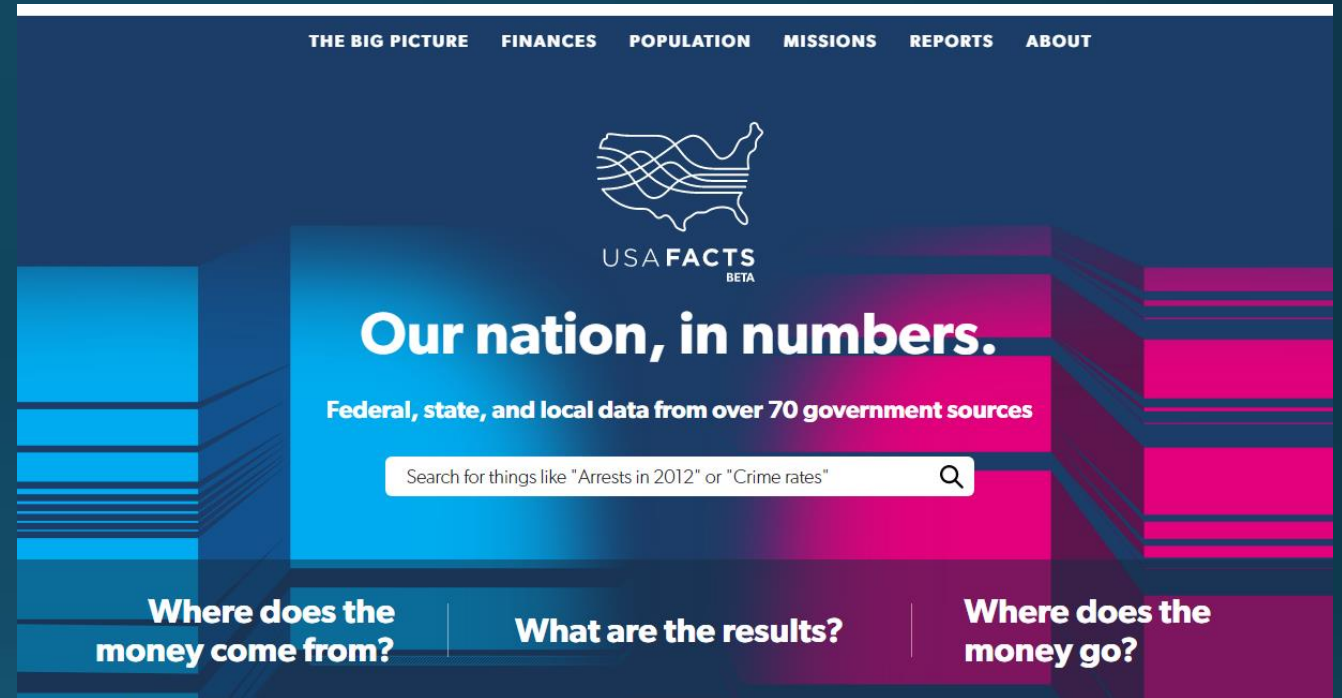 THE BIG PICTURE FINANCES POPULATION MISSIONS REPORTS ABOUT
USAFACTS
BETA
Our nation, in numbers.
Federal, state, and local data from over 70 government sources
Search for things like "Arrests in 2012" or "Crime rates"
Where does the
money come from?
What are the results?
Where does the
money go?